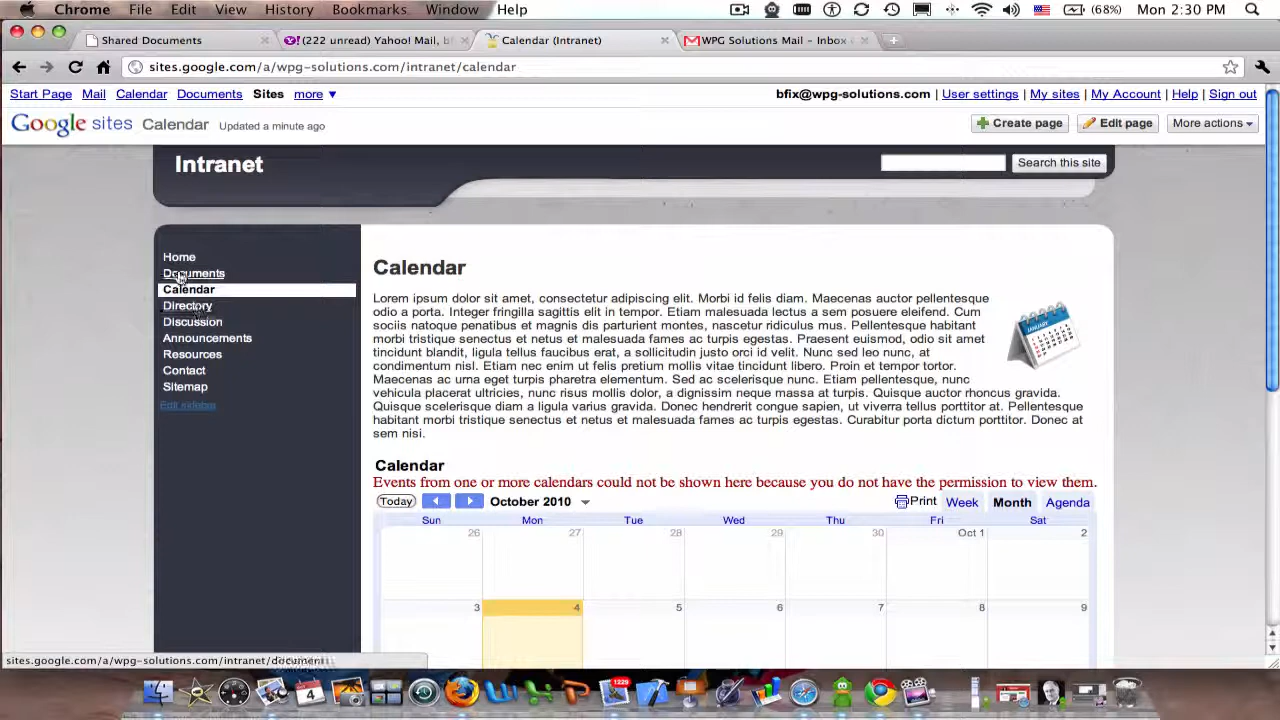 Chrome File Edit View History Bookmarks Window Help (68%) Mon 2:30 PM
Shared Documents
(222 unread) Yahoo! Mail, b
Calendar (Intranet)
WPG Solutions Mail – Inbox
sites.google.com/a/wpg-solutions.com/intranet/calendar
Start Page Mail Calendar Documents Sites more ▼
bfix@wpg-solutions.com | User settings | My sites | My Account | Help | Sign out
Google sites Calendar Updated a minute ago
Create page Edit page More actions
Intranet
Search this site
Home
Documents
Calendar
Directory
Discussion
Announcements
Resources
Contact
Sitemap
Edit sidebar
Calendar
Lorem ipsum dolor sit amet, consectetur adipiscing elit. Morbi id felis diam. Maecenas auctor pellentesque
odio a porta. Integer fringilla sagittis elit in tempor. Etiam malesuada lectus a sem posuere eleifend. Cum
sociis natoque penatibus et magnis dis parturient montes, nascetur ridiculus mus. Pellentesque habitant
morbi tristique senectus et netus et malesuada fames ac turpis egestas. Praesent euismod, odio sit amet
tincidunt blandit, ligula tellus faucibus erat, a sollicitudin justo orci id velit. Nunc sed leo nunc, at
condimentum nisl. Etiam nec enim ut felis pretium mollis vitae tincidunt libero. Proin et tempor tortor.
Maecenas ac urna eget turpis pharetra elementum. Sed ac scelerisque nunc. Etiam pellentesque, nunc
vehicula placerat ultricies, nunc risus mollis dolor, a dignissim neque massa at turpis. Quisque auctor rhoncus gravida.
Quisque scelerisque diam a ligula varius gravida. Donec hendrerit congue sapien, ut viverra tellus porttitor at. Pellentesque
habitant morbi tristique senectus et netus et malesuada fames ac turpis egestas. Curabitur porta dictum porttitor. Donec at
sem nisi.
JANUARY
Calendar
Events from one or more calendars could not be shown here because you do not have the permission to view them.
Today October 2010 Print Week Month Agenda
Sun Mon Tue Wed Thu Fri Sat
26 27 28 29 30 Oct 1 2
3 4 5 6 7 8 9
sites.google.com/a/wpg-solutions.com/intranet/documen
4
1229